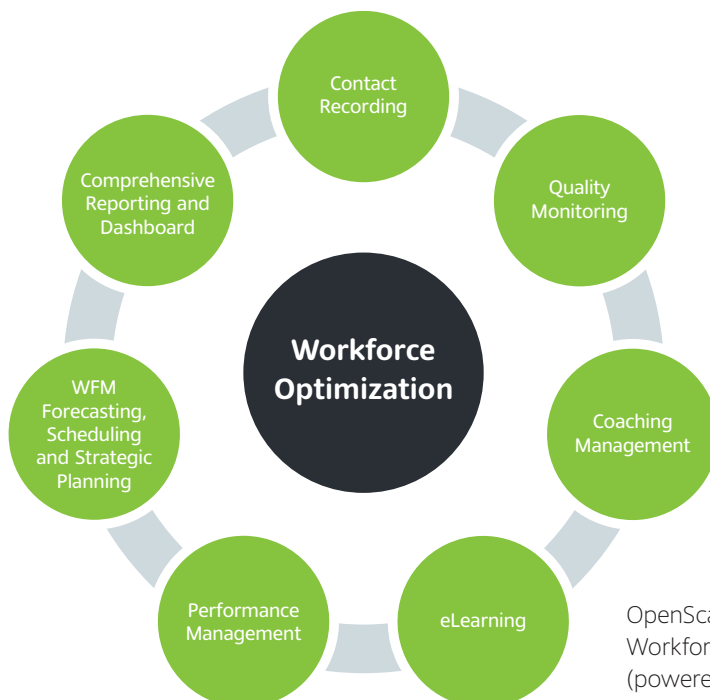 Contact
Recording
Quality
Monitoring
Coaching
Management
eLearning
Performance
Management
WFM
Forecasting,
Scheduling
and Strategic
Planning
Comprehensive
Reporting and
Dashboard
Workforce
Optimization